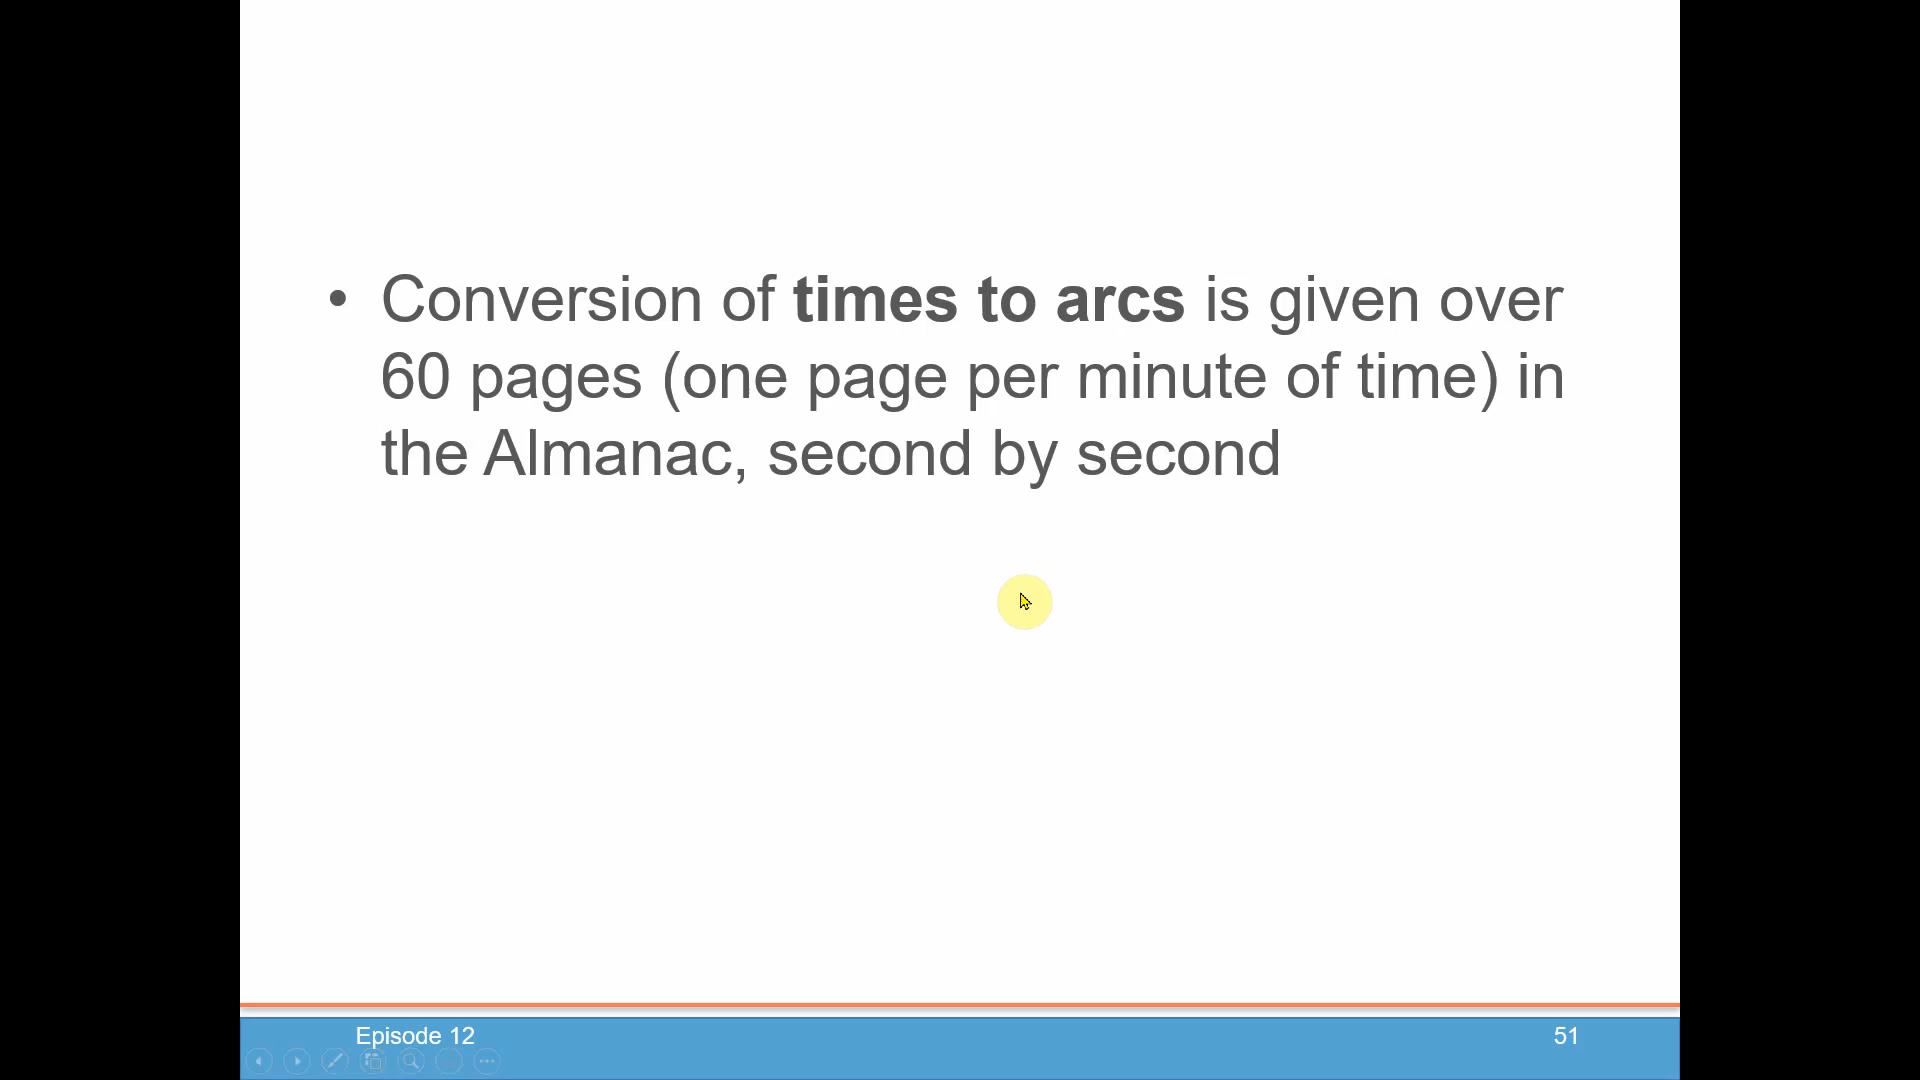 • Conversion of times to arcs is given over
60 pages (one page per minute of time) in
the Almanac, second by second
Episode 12
51